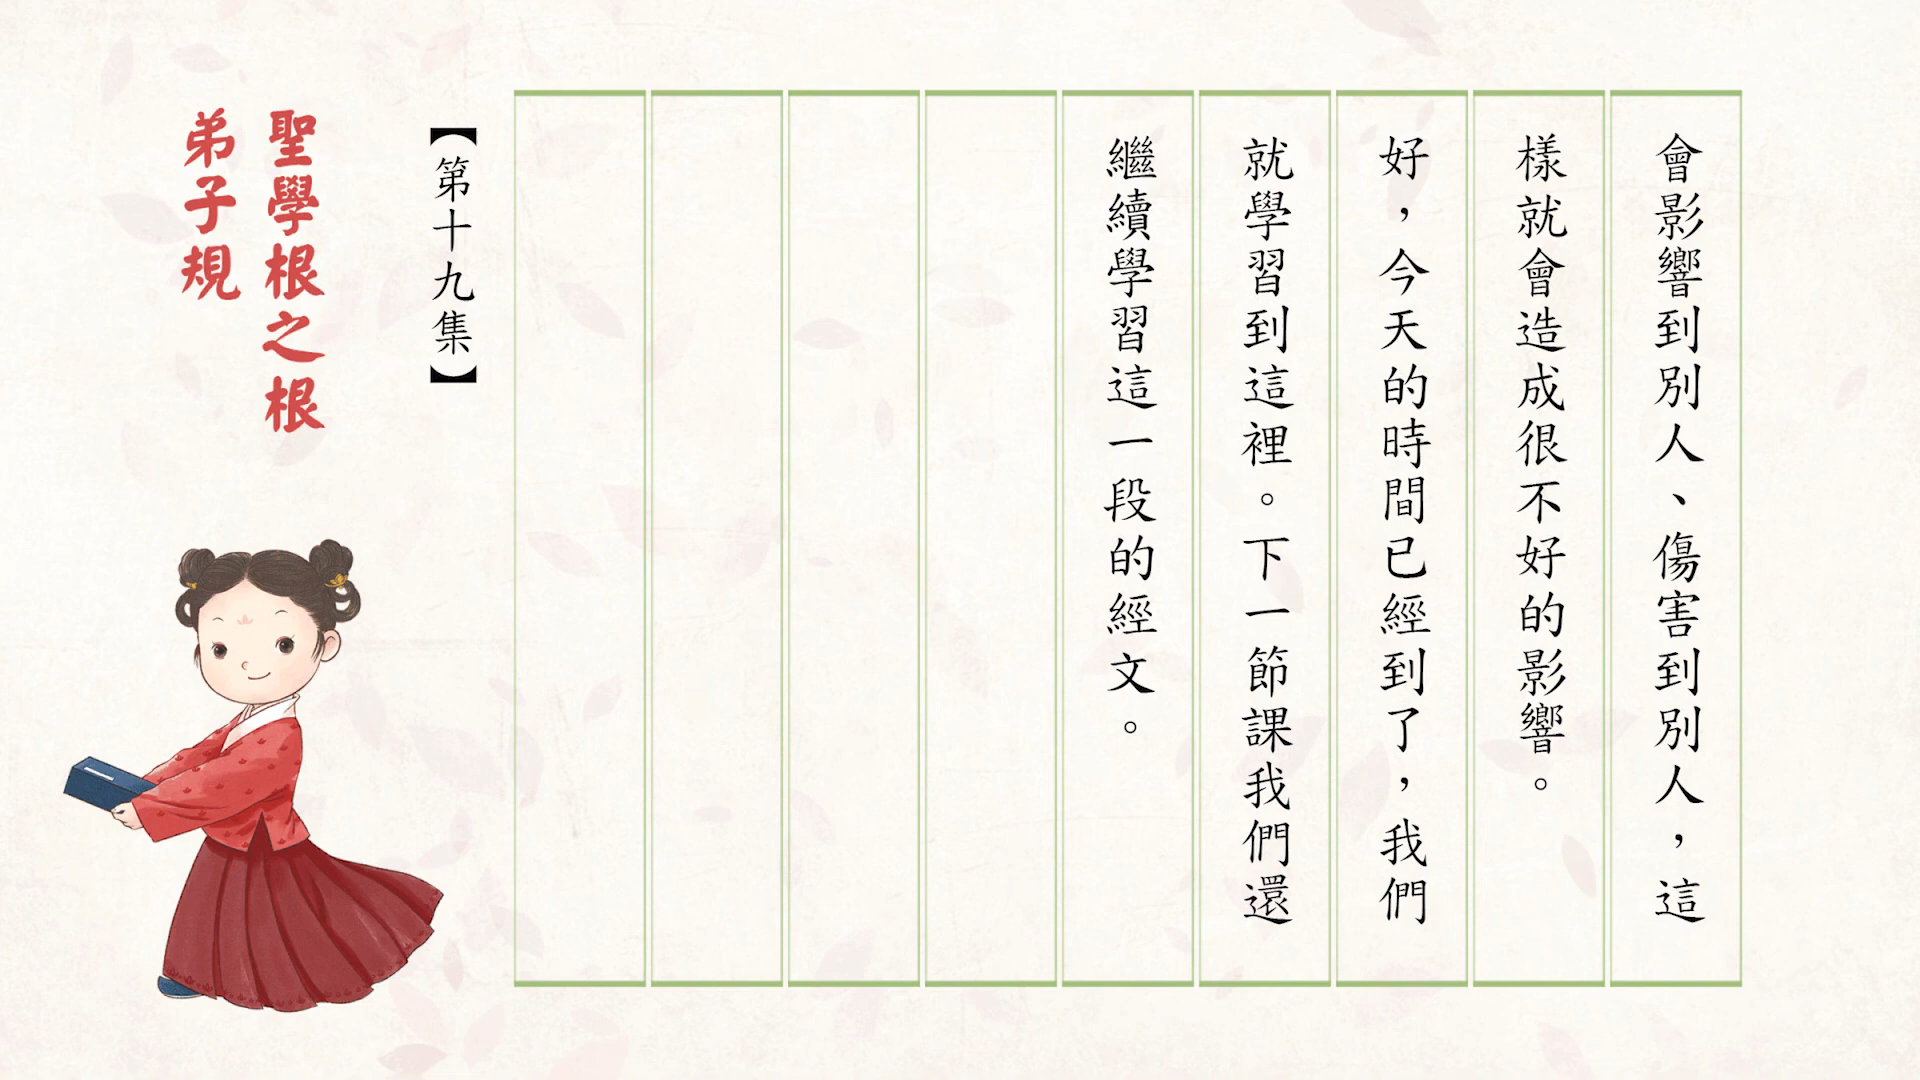 會影響到別人、傷害到別人，這
樣就會造成很不好的影響。
好，今天的時間已經到了，我們
就學習到這裡。下一節課我們還
繼續學習這一段的經文。
【第十九集】
聖學根之根
弟子規